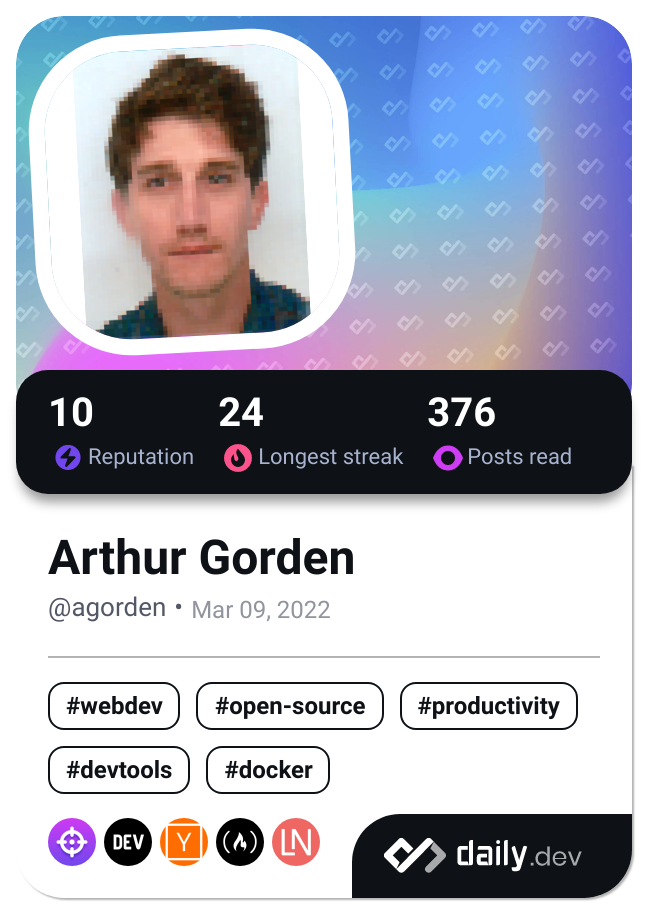 10 24 376
Reputation Longest streak Posts read
Arthur Gorden
@agorden • Mar 09, 2022
#webdev #open-source #productivity
#devtools #docker
DEV Y LN daily.dev